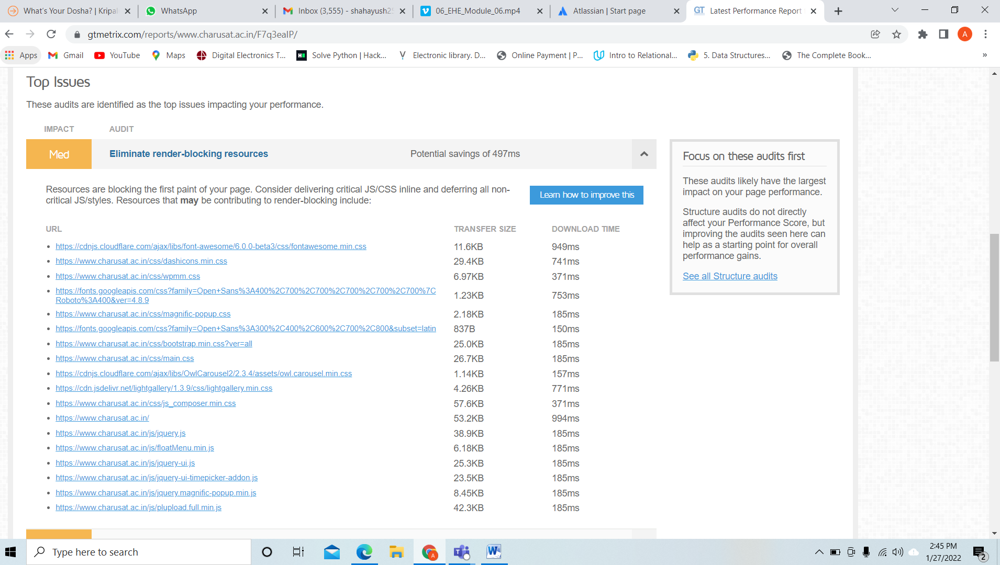 What's Your Dosha? | Kripal
WhatsApp
Inbox (3,555) - shahayush25
06_EHE_Module_06.mp4
Atlassian | Start page
GT Latest Performance Report
gtmetrix.com/reports/www.charusat.ac.in/F7q3eaIP/
A
Apps
Gmail
YouTube
Maps
Digital Electronics T...
Solve Python | Hack...
Electronic library. D...
Online Payment | P...
Intro to Relational...
5. Data Structures...
The Complete Book...
»
Top Issues
These audits are identified as the top issues impacting your performance.
IMPACT AUDIT
Med Eliminate render-blocking resources Potential savings of 497ms
Resources are blocking the first paint of your page. Consider delivering critical JS/CSS inline and deferring all non-
critical JS/styles. Resources that may be contributing to render-blocking include:
Learn how to improve this
URL TRANSFER SIZE DOWNLOAD TIME
https://cdnjs.cloudflare.com/ajax/libs/font-awesome/6.0.0-beta3/css/fontawesome.min.css 11.6KB 949ms
https://www.charusat.ac.in/css/dashicons.min.css 29.4KB 741ms
https://www.charusat.ac.in/css/wpmm.css 6.97KB 371ms
https://fonts.googleapis.com/css?family=Open+Sans%3A400%2C700%2C700%2C700%2C700%2C700%7C
Roboto%3A400&ver=4.8.9 1.23KB 753ms
https://www.charusat.ac.in/css/magnific-popup.css 2.18KB 185ms
https://fonts.googleapis.com/css?family=Open+Sans%3A300%2C400%2C600%2C700%2C800&subset=latin 837B 150ms
https://www.charusat.ac.in/css/bootstrap.min.css?ver=all 25.0KB 185ms
https://www.charusat.ac.in/css/main.css 26.7KB 185ms
https://cdnjs.cloudflare.com/ajax/libs/OwlCarousel2/2.3.4/assets/owl.carousel.min.css 1.14KB 157ms
https://cdn.jsdelivr.net/lightgallery/1.3.9/css/lightgallery.min.css 4.26KB 771ms
https://www.charusat.ac.in/css/js_composer.min.css 57.6KB 371ms
https://www.charusat.ac.in/ 53.2KB 994ms
https://www.charusat.ac.in/js/jquery.js 38.9KB 185ms
https://www.charusat.ac.in/js/floatMenu.min.js 6.18KB 185ms
https://www.charusat.ac.in/js/jquery-ui.js 25.3KB 185ms
https://www.charusat.ac.in/js/jquery-ui-timepicker-addon.js 23.5KB 185ms
https://www.charusat.ac.in/js/jquery.magnific-popup.min.js 8.45KB 185ms
https://www.charusat.ac.in/js/plupload.full.min.js 42.3KB 185ms
Focus on these audits first
These audits likely have the largest
impact on your page performance.
Structure audits do not directly
affect your Performance Score, but
improving the audits seen here can
help as a starting point for overall
performance gains.
See all Structure audits
Type here to search
2:45 PM
1/27/2022
2